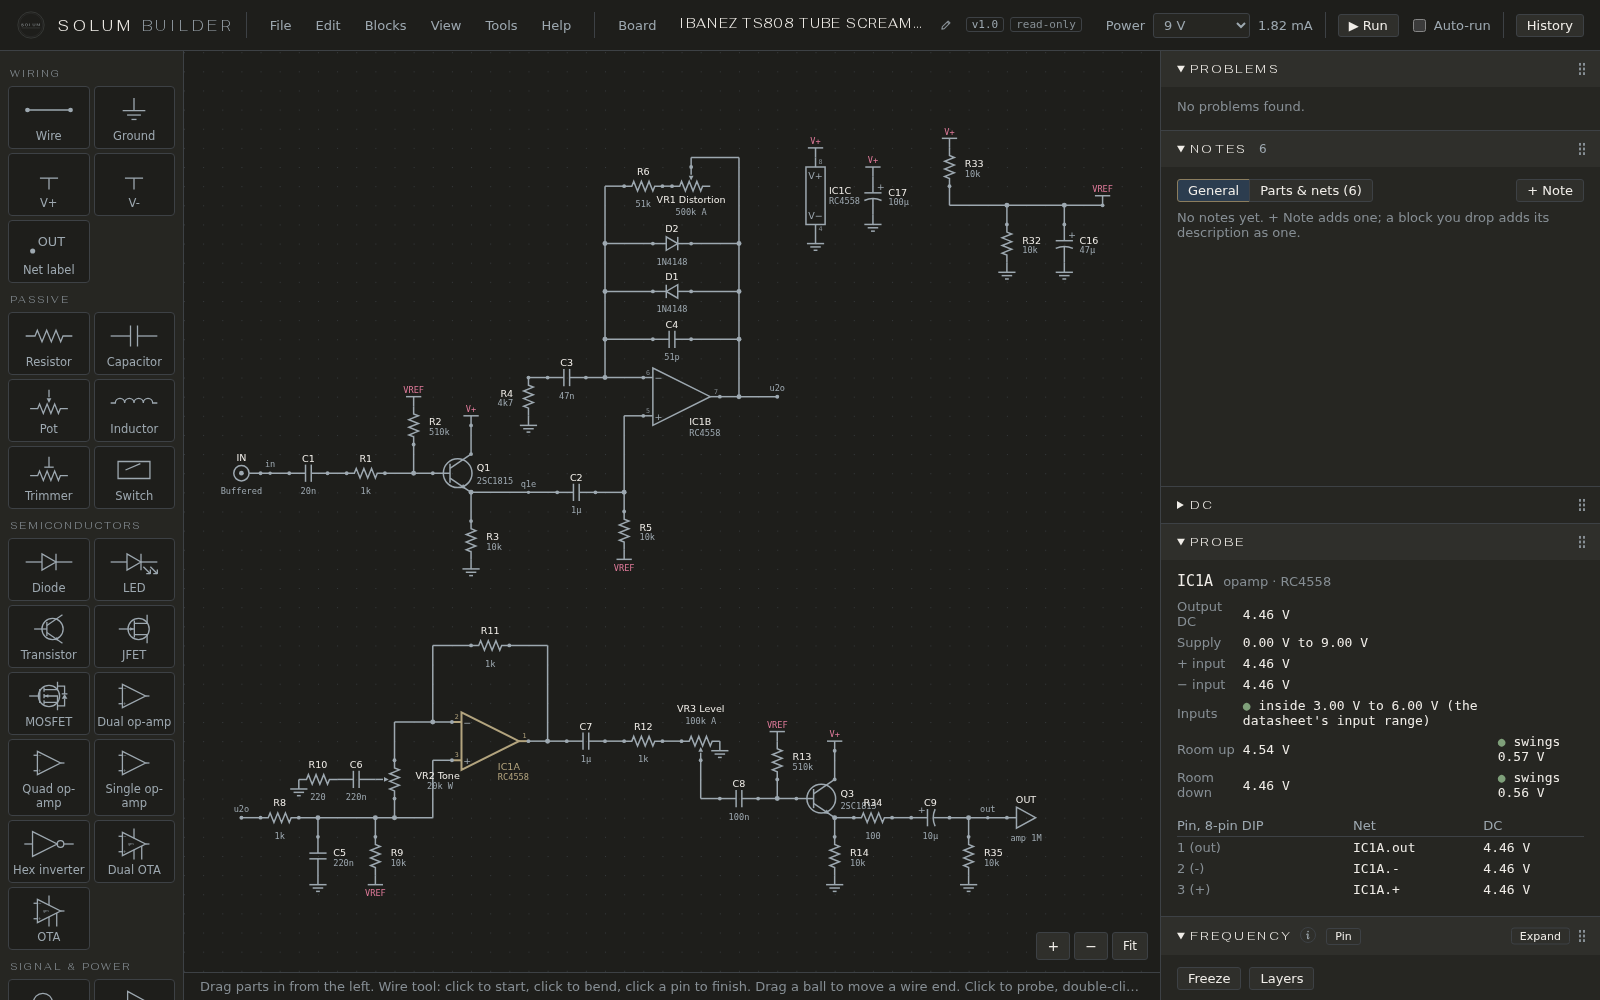 SOLUM BUILDER
File Edit Blocks View Tools Help
Board IBANEZ TS808 TUBE SCREAM… v1.0 read-only
Power 9 V 1.82 mA ▶ Run Auto-run History
WIRING
Wire Ground
V+ V-
OUT
Net label
PASSIVE
Resistor Capacitor
Pot Inductor
Trimmer Switch
SEMICONDUCTORS
Diode LED
Transistor JFET
MOSFET Dual op-amp
Quad op-amp Single op-amp
Hex inverter Dual OTA
OTA
SIGNAL & POWER
R6
51k
VR1 Distortion
500k A
D2
1N4148
D1
1N4148
C4
51p
V+
8
V+
V−
4
IC1C
RC4558
V+
+
C17
100µ
V+
R33
10k
VREF
R32
10k
+
C16
47µ
C3
47n
R4
4k7
6
−
5
+
7
IC1B
RC4558
u2o
VREF
R2
510k
V+
IN
Buffered
in
C1
20n
R1
1k
Q1
2SC1815
q1e
C2
1µ
R3
10k
R5
10k
VREF
R11
1k
2
−
3
+
1
IC1A
RC4558
R10
220
C6
220n
VR2 Tone
20k W
u2o
R8
1k
C5
220n
R9
10k
VREF
C7
1µ
R12
1k
VR3 Level
100k A
C8
100n
VREF
R13
510k
V+
Q3
2SC1815
R34
100
R14
10k
+
C9
10µ
out
R35
10k
OUT
amp 1M
+ − Fit
Drag parts in from the left. Wire tool: click to start, click to bend, click a pin to finish. Drag a ball to move a wire end. Click to probe, double-cli…
PROBLEMS
No problems found.
NOTES 6
General Parts & nets (6) + Note
No notes yet. + Note adds one; a block you drop adds its
description as one.
DC
PROBE
IC1A opamp · RC4558
Output DC 4.46 V
Supply 0.00 V to 9.00 V
+ input 4.46 V
− input 4.46 V
Inputs ● inside 3.00 V to 6.00 V (the
datasheet's input range)
Room up 4.54 V ● swings 0.57 V
Room down 4.46 V ● swings 0.56 V
Pin, 8-pin DIP Net DC
1 (out) IC1A.out 4.46 V
2 (-) IC1A.- 4.46 V
3 (+) IC1A.+ 4.46 V
FREQUENCY i Pin Expand
Freeze Layers